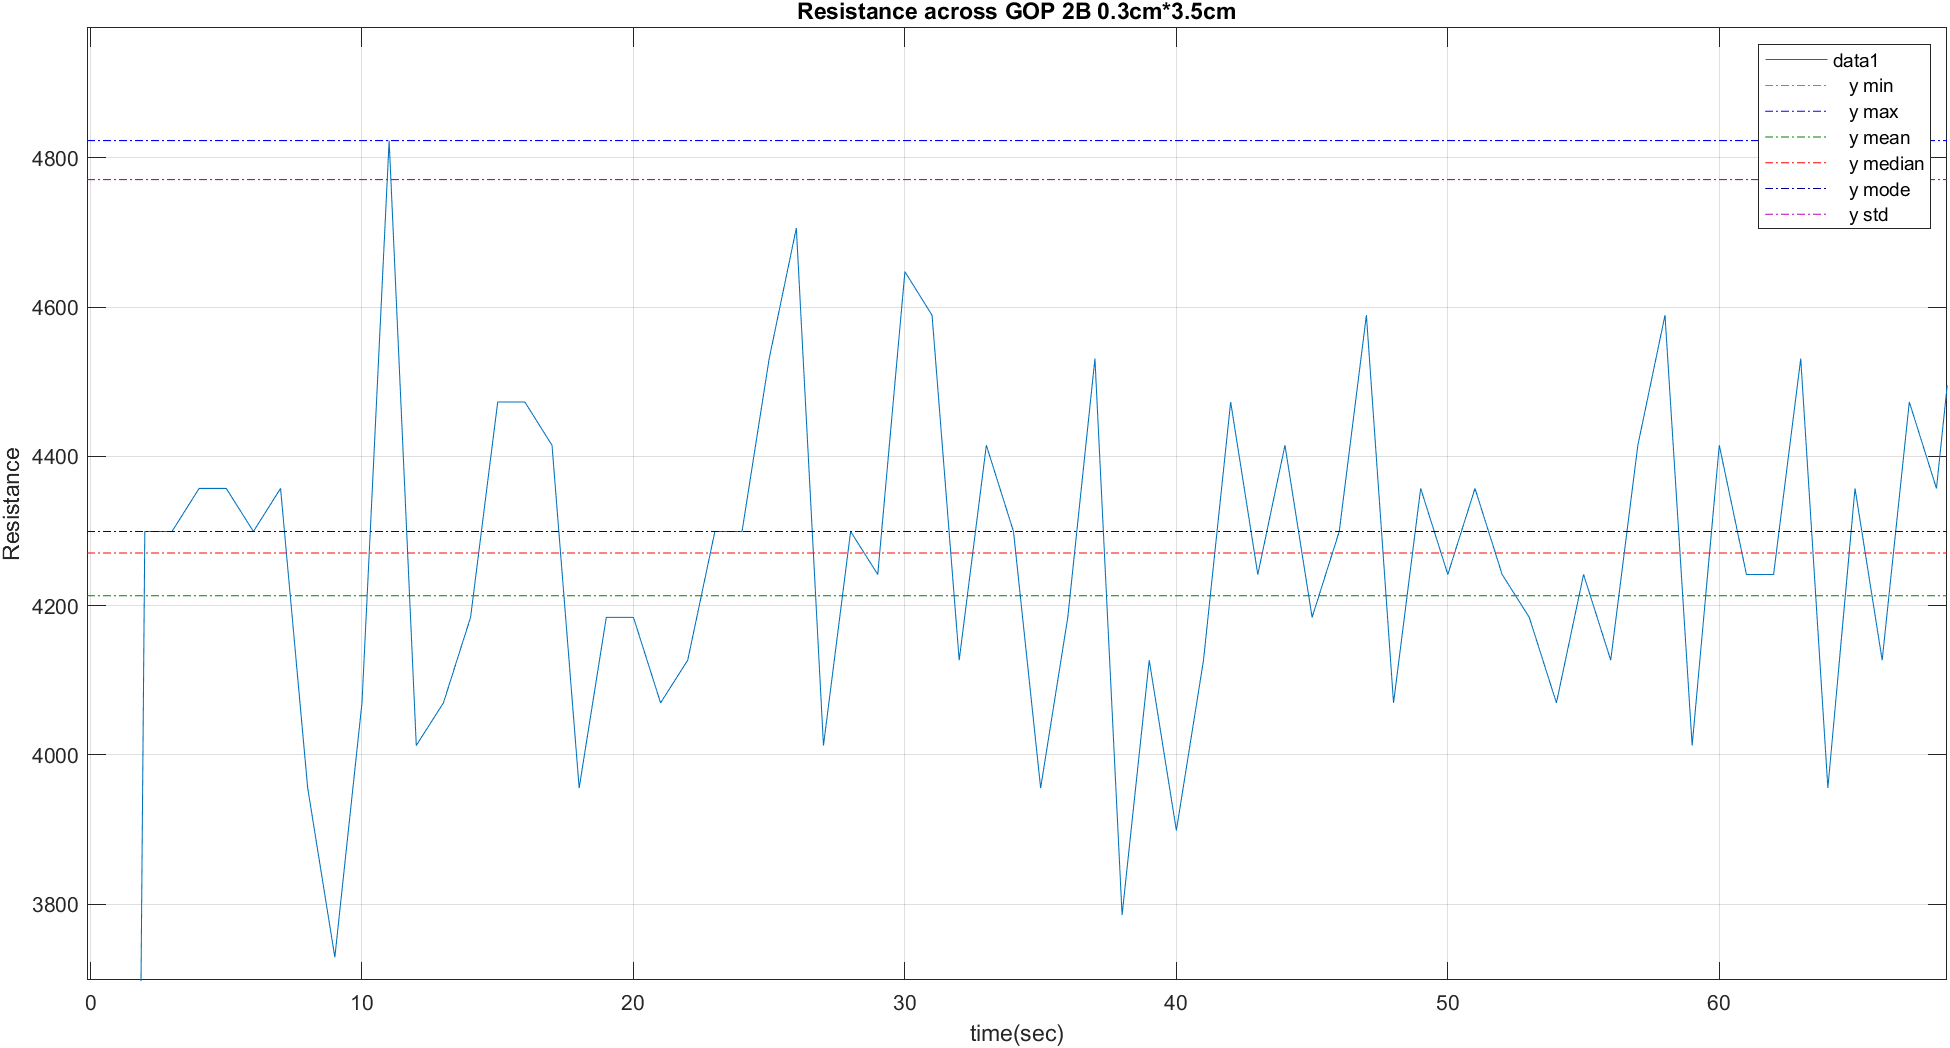 Resistance across GOP 2B 0.3cm*3.5cm
data1
y min
y max
y mean
y median
y mode
y std
4800
4600
4400
4200
4000
3800
Resistance
0 10 20 30 40 50 60
time(sec)